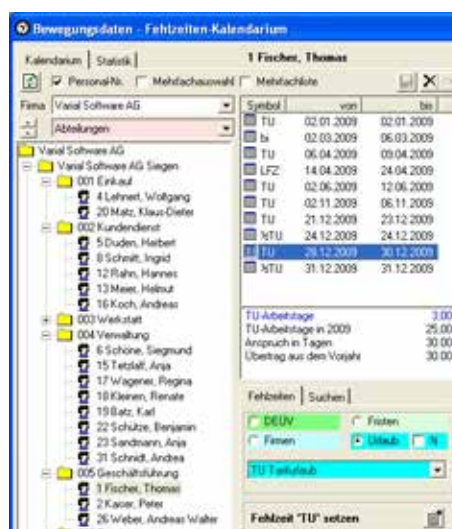 Bewegungsdaten - Fehlzeiten-Kalendarium
Kalendarium Statistik
1 Fischer, Thomas
Personal-Nr. Mehrfachauswahl Mehrfachliste
Firma Varial Software AG
Abteilungen
Varial Software AG
Varial Software AG Siegen
001 Einkauf
4 Lehnert, Wolfgang
20 Matz, Klaus-Dieter
002 Kundendienst
5 Duden, Herbert
8 Schmitt, Ingrid
12 Rahn, Hannes
13 Meier, Helmut
16 Koch, Andreas
003 Werkstatt
004 Verwaltung
6 Schöne, Siegmund
15 Tetzlaff, Anja
17 Wagener, Regina
18 Kleinen, Renate
19 Batz, Karl
22 Schütze, Benjamin
23 Sandmann, Anja
31 Schnidt, Andrea
005 Geschäftsführung
1 Fischer, Thomas
2 Kaiser, Peter
26 Weber, Andreas Walter
Symbol von bis
TU 02.01.2009 02.01.2009
bi 02.03.2009 06.03.2009
TU 06.04.2009 09.04.2009
LFZ 14.04.2009 24.04.2009
TU 02.06.2009 12.06.2009
TU 02.11.2009 06.11.2009
TU 21.12.2009 23.12.2009
½TU 24.12.2009 24.12.2009
TU 28.12.2009 30.12.2009
½TU 31.12.2009 31.12.2009
TU-Arbeitstage 3.00
TU-Arbeitstage in 2009 25.00
Anspruch in Tagen 30.00
Übertrag aus dem Vorjahr 30.00
Fehlzeiten Suchen
DEÜV Fristen
Firmen Urlaub N
TU Tarifurlaub
Fehlzeit "TU" setzen